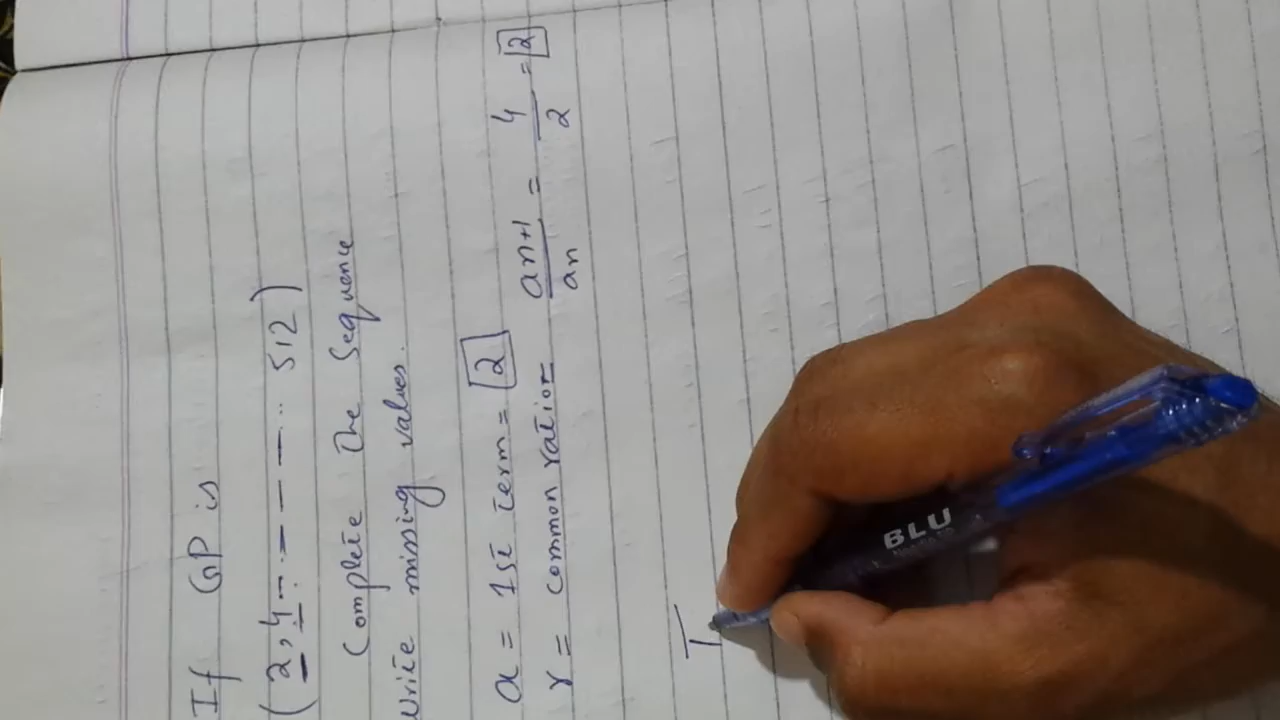 If GP is
(2, 4 - - - - - .. 512)
Complete The Sequence
write missing values.
a = 1st term = 2
r = common ration = an+1/an = 4/2 = 2
T
BLU